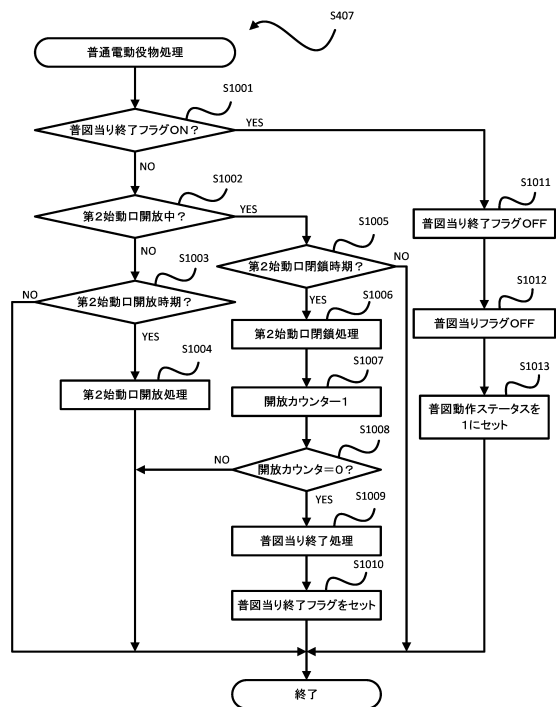 S407
普通電動役物処理
S1001
普図当り終了フラグON？
YES
NO
S1002
第2始動口開放中？
YES
NO
S1003
第2始動口開放時期？
NO
YES
S1004
第2始動口開放処理
S1005
第2始動口閉鎖時期？
NO
YES
S1006
第2始動口閉鎖処理
S1007
開放カウンター1
S1008
開放カウンタ＝0？
NO
YES
S1009
普図当り終了処理
S1010
普図当り終了フラグをセット
S1011
普図当り終了フラグOFF
S1012
普図当りフラグOFF
S1013
普図動作ステータスを
1にセット
終了